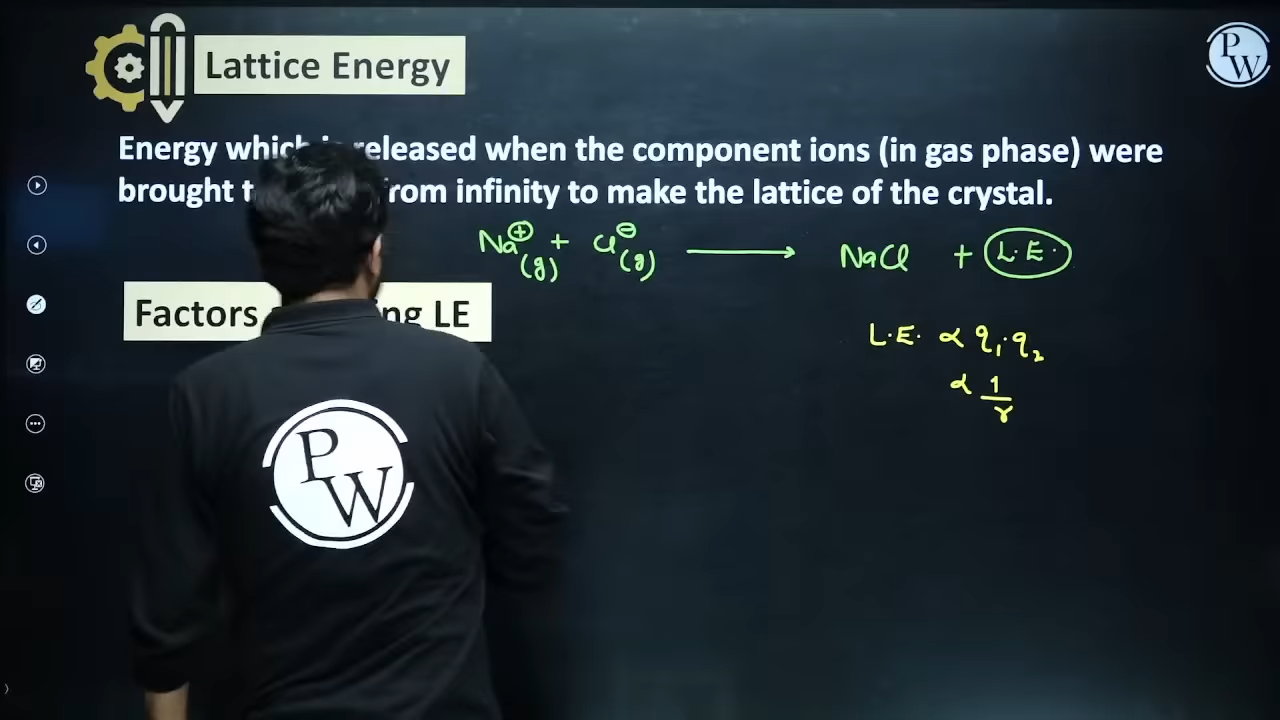 Lattice Energy
PW
Energy which released when the component ions (in gas phase) were
brought from infinity to make the lattice of the crystal.
Na⊕(g) + Cl⊖(g) ⟶ NaCl + L.E.
Factors ng LE
L.E. ∝ q₁.q₂
∝ 1/r
PW